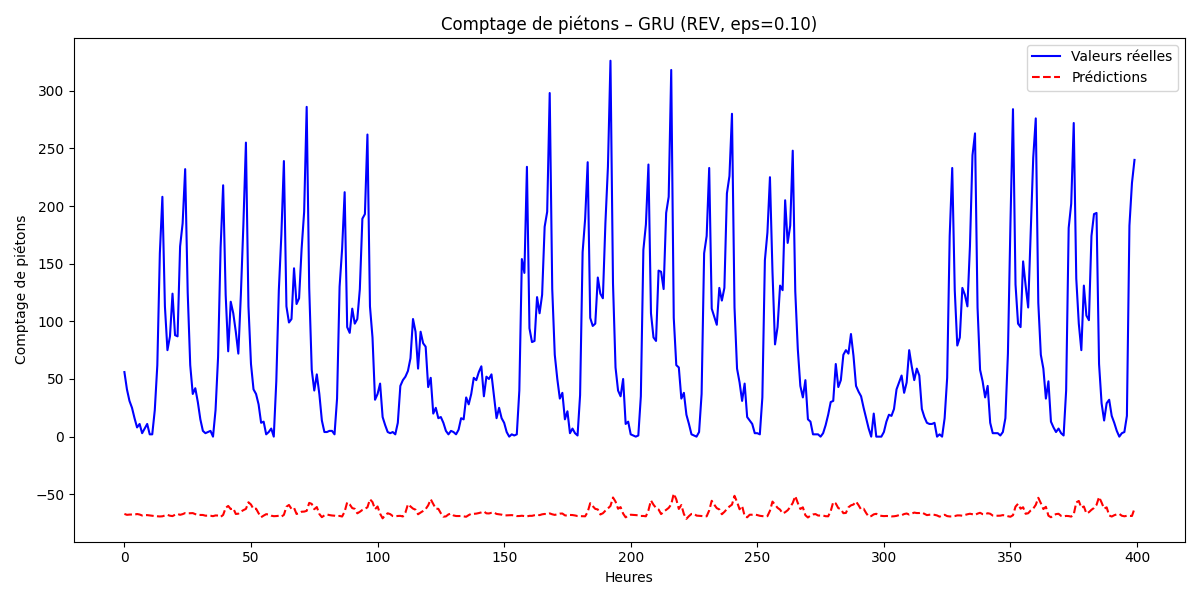 Comptage de piétons – GRU (REV, eps=0.10)
Valeurs réelles
Prédictions
Comptage de piétons
300
250
200
150
100
50
0
−50
0 50 100 150 200 250 300 350 400
Heures